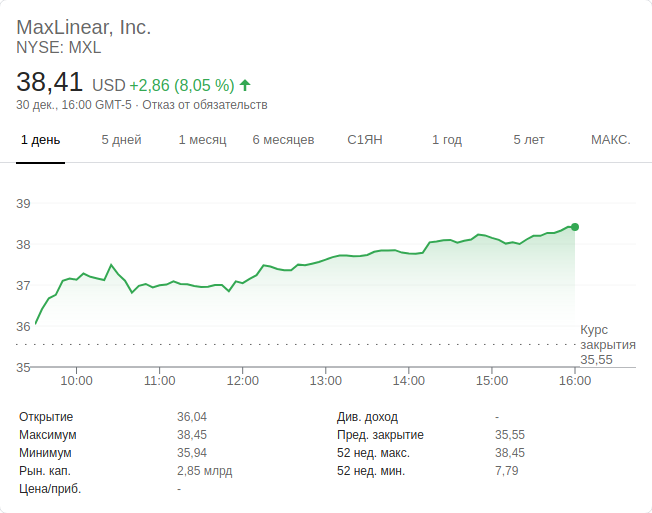 MaxLinear, Inc.
NYSE: MXL
38,41 USD +2,86 (8,05 %)
30 дек., 16:00 GMT-5 · Отказ от обязательств
1 день 5 дней 1 месяц 6 месяцев С1ЯН 1 год 5 лет МАКС.
39
38
37
36
35
Курс
закрытия
35,55
10:00 11:00 12:00 13:00 14:00 15:00 16:00
Открытие 36,04 Див. доход -
Максимум 38,45 Пред. закрытие 35,55
Минимум 35,94 52 нед. макс. 38,45
Рын. кап. 2,85 млрд 52 нед. мин. 7,79
Цена/приб. -